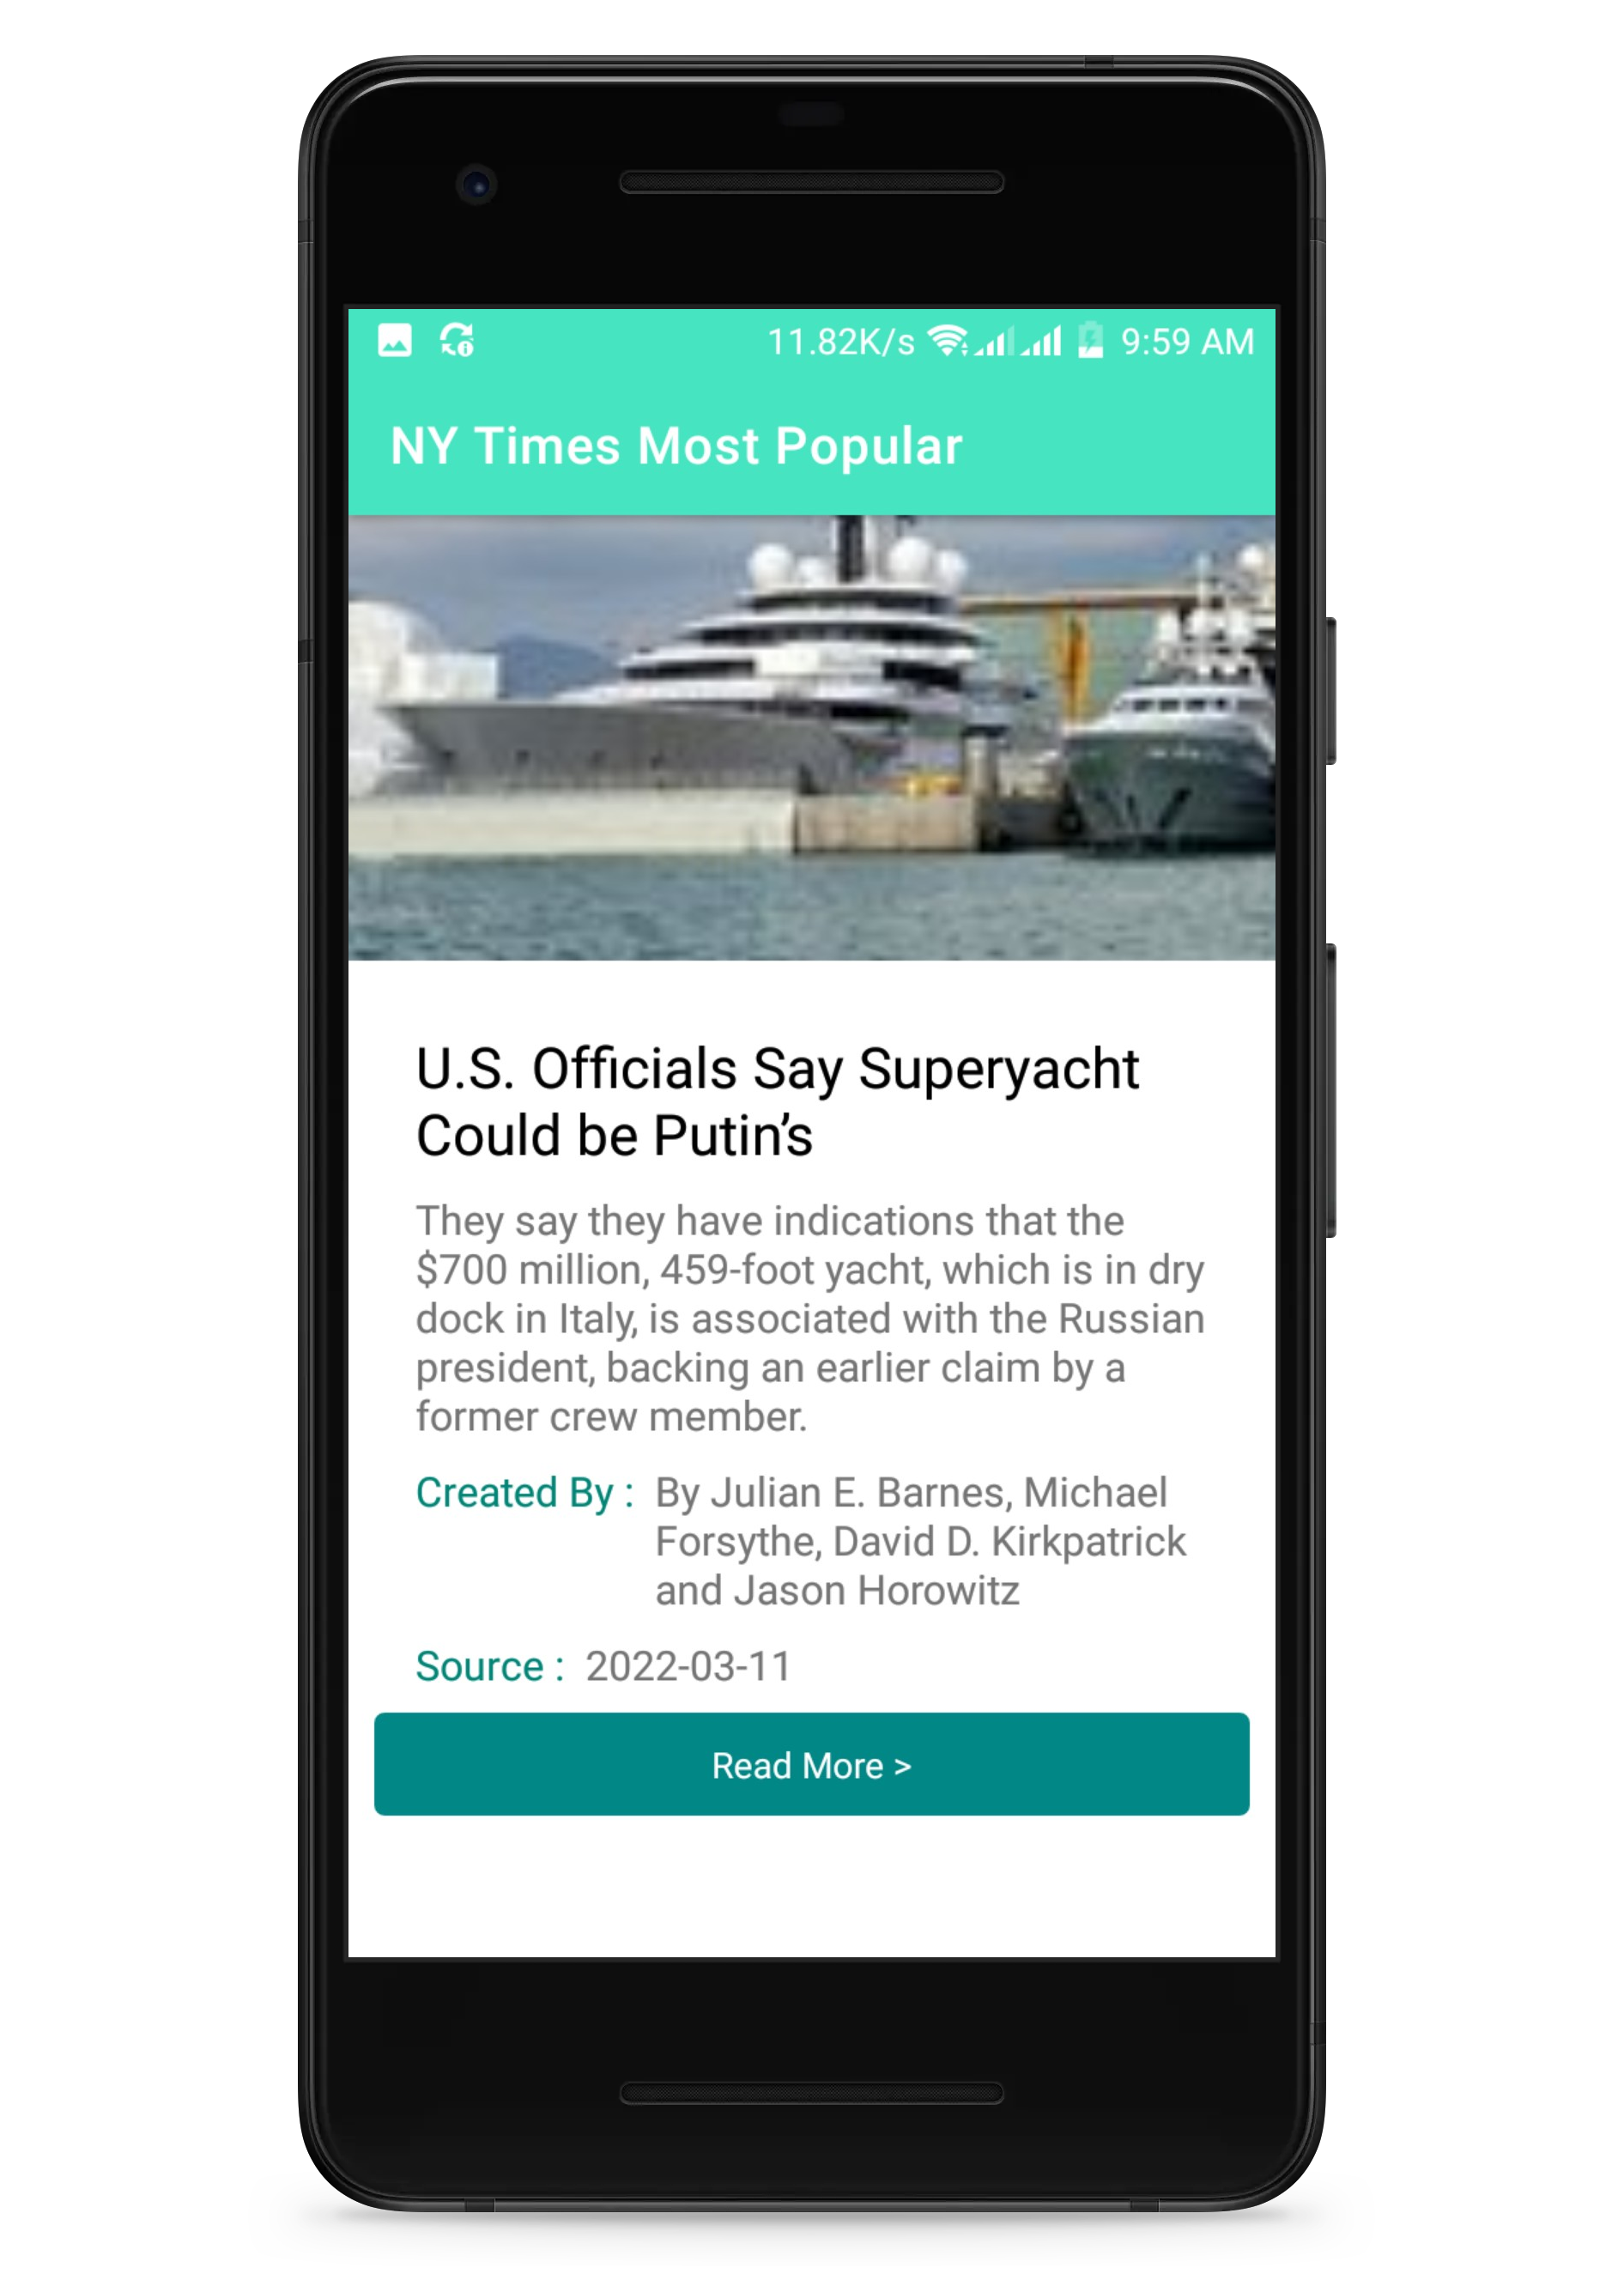 11.82K/s 9:59 AM
NY Times Most Popular
U.S. Officials Say Superyacht
Could be Putin’s
They say they have indications that the
$700 million, 459-foot yacht, which is in dry
dock in Italy, is associated with the Russian
president, backing an earlier claim by a
former crew member.
Created By : By Julian E. Barnes, Michael
Forsythe, David D. Kirkpatrick
and Jason Horowitz
Source : 2022-03-11
Read More >